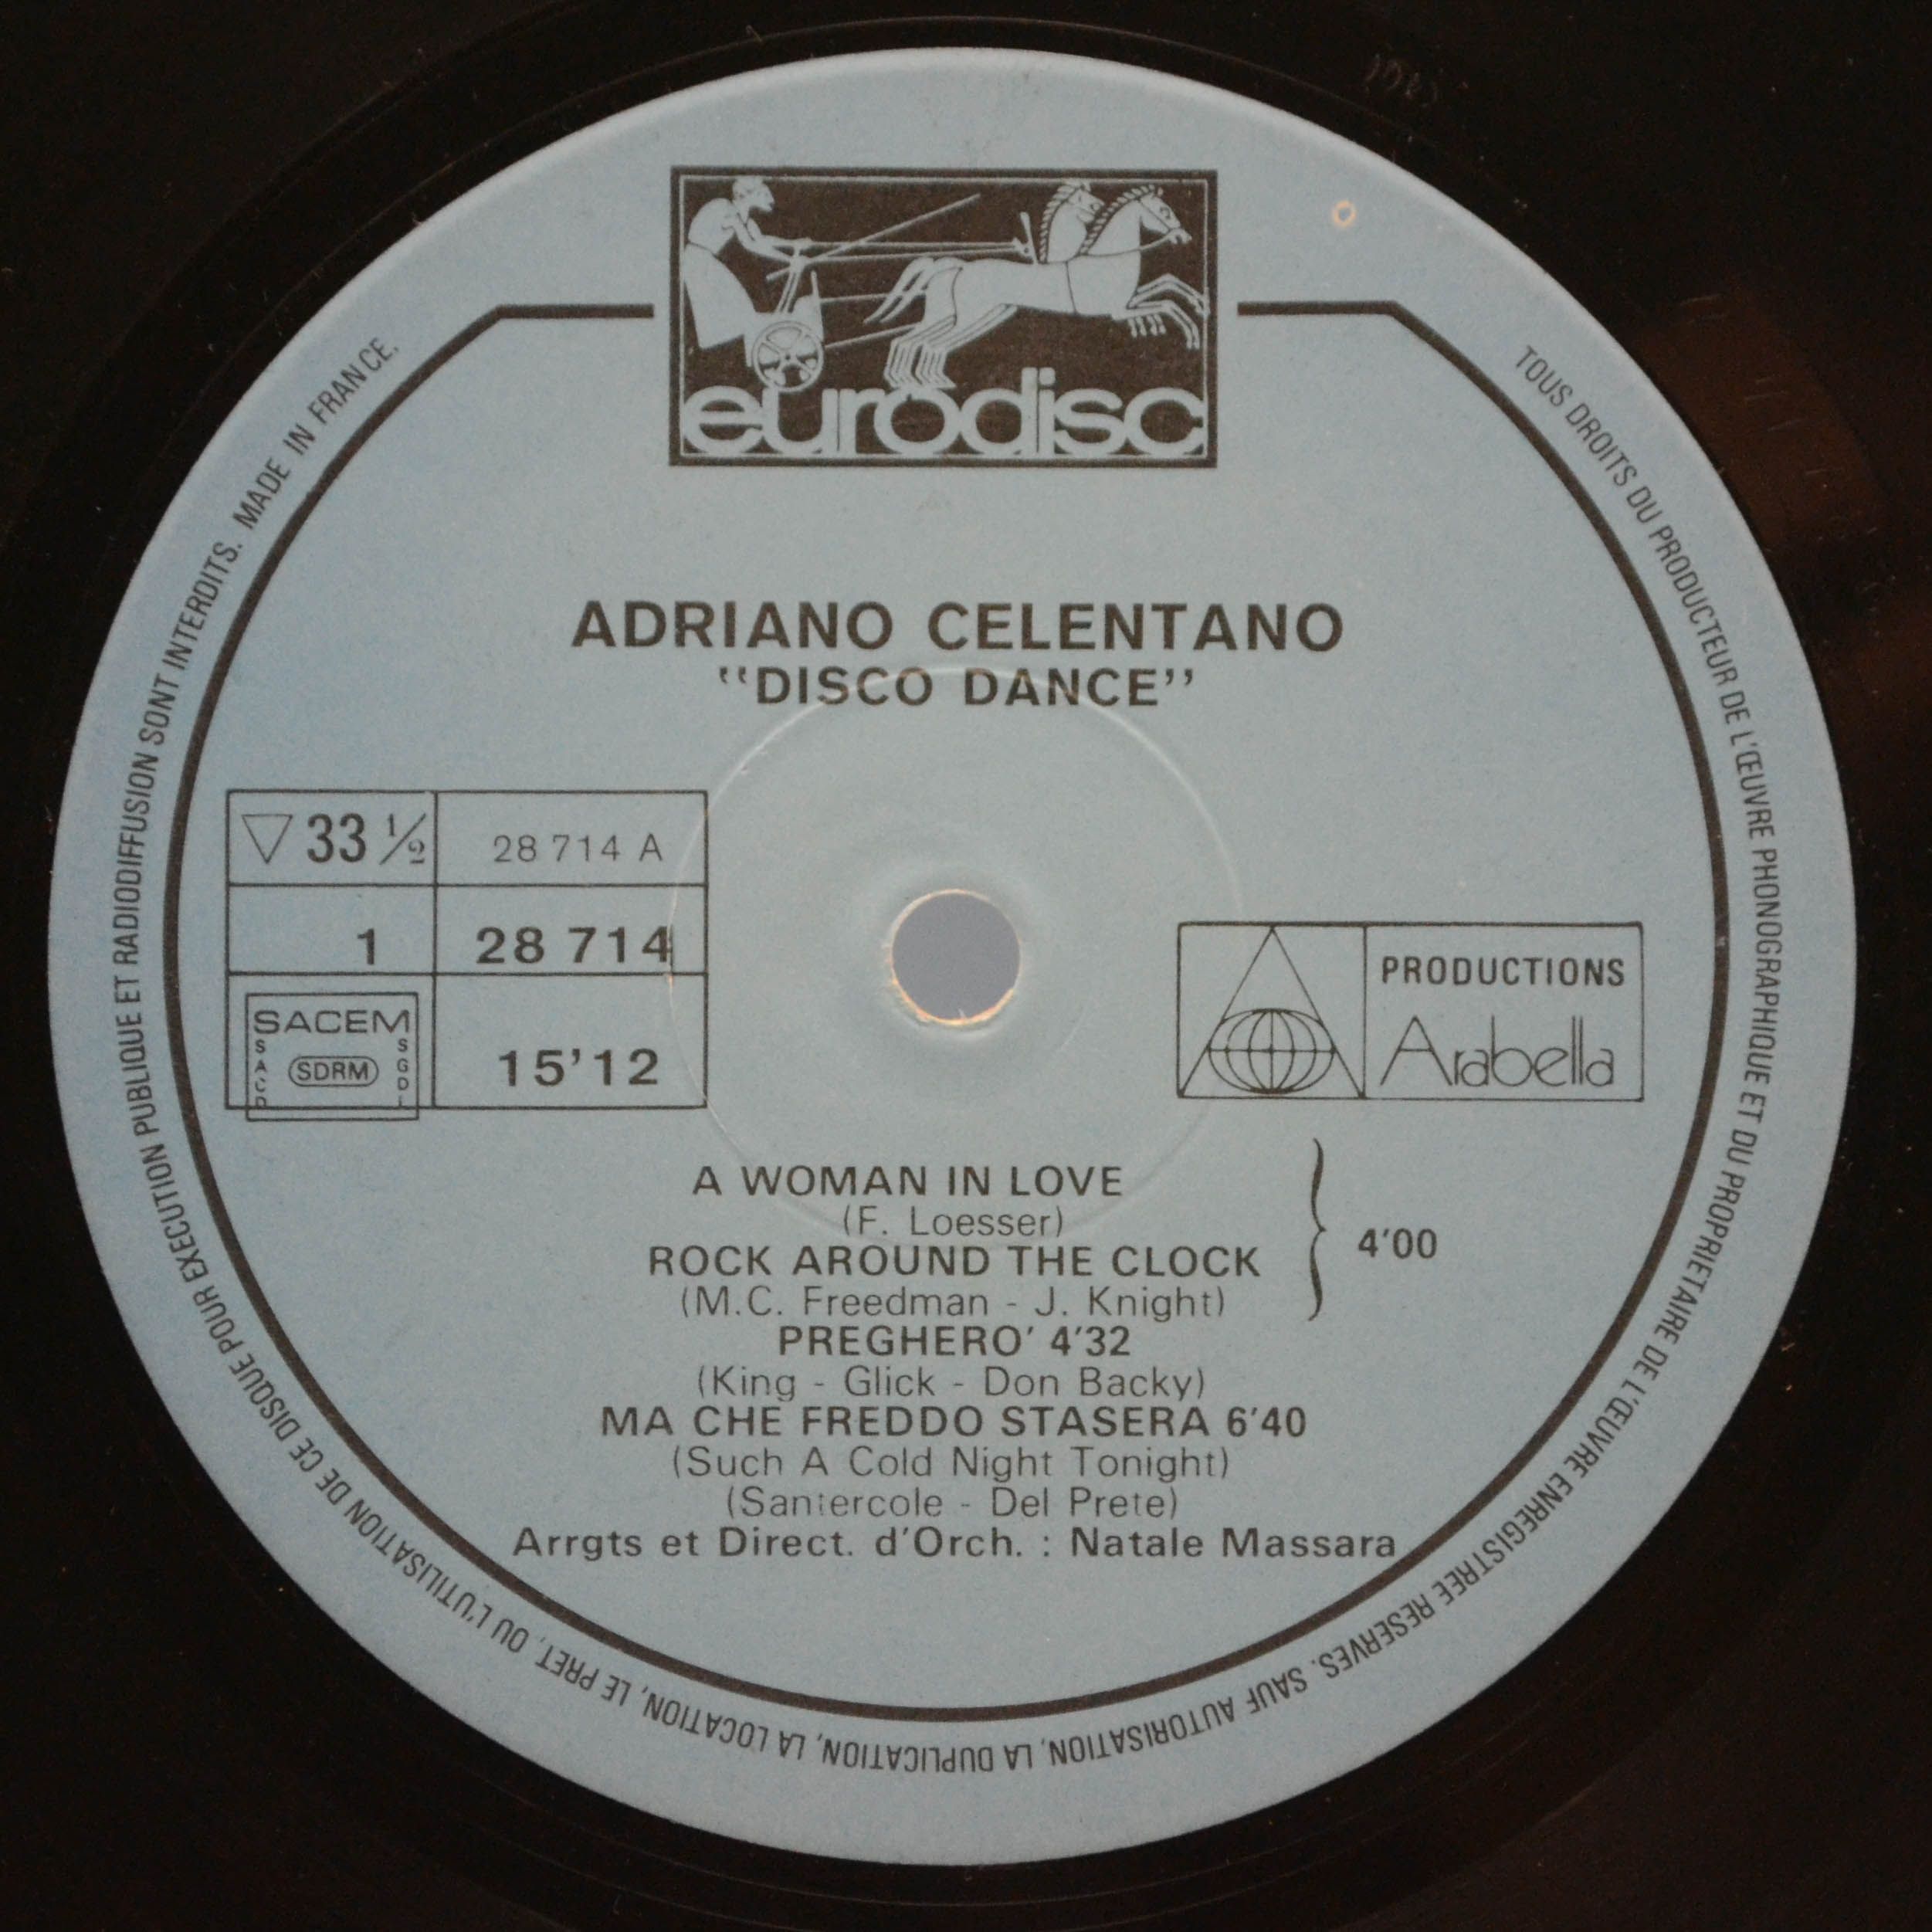 eurodisc
ADRIANO CELENTANO
"DISCO DANCE"
▽ 33 ½
28 714 A
1
28 714
SACEM
SACD
SDRM
SGDL
15'12
PRODUCTIONS
Arabella
A WOMAN IN LOVE
(F. Loesser)
ROCK AROUND THE CLOCK
(M.C. Freedman - J. Knight)
4'00
PREGHERO' 4'32
(King - Glick - Don Backy)
MA CHE FREDDO STASERA 6'40
(Such A Cold Night Tonight)
(Santercole - Del Prete)
Arrgts et Direct. d'Orch. : Natale Massara
TOUS DROITS DU PRODUCTEUR DE L'ŒUVRE PHONOGRAPHIQUE ET DU PROPRIETAIRE DE L'ŒUVRE ENREGISTREE RESERVES. SAUF AUTORISATION, LA DUPLICATION, LA LOCATION, LE PRET, OU L'UTILISATION DE CE DISQUE POUR EXECUTION PUBLIQUE ET RADIODIFFUSION SONT INTERDITS. MADE IN FRANCE.